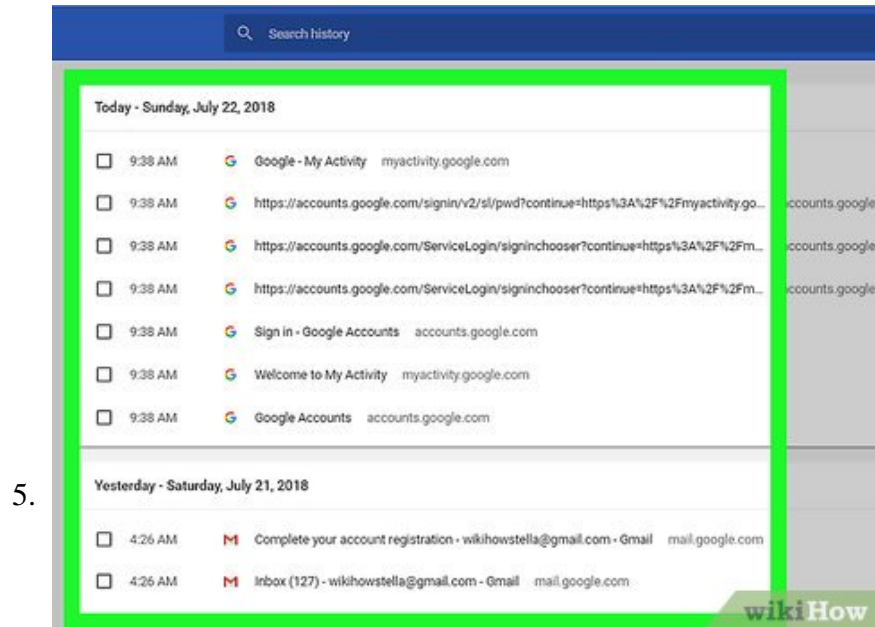 Search history
Today - Sunday, July 22, 2018
9:38 AM Google - My Activity myactivity.google.com
9:38 AM https://accounts.google.com/signin/v2/sl/pwd?continue=https%3A%2F%2Fmyactivity.go... accounts.google
9:38 AM https://accounts.google.com/ServiceLogin/signinchooser?continue=https%3A%2F%2Fm... accounts.google
9:38 AM https://accounts.google.com/ServiceLogin/signinchooser?continue=https%3A%2F%2Fm... accounts.google
9:38 AM Sign in - Google Accounts accounts.google.com
9:38 AM Welcome to My Activity myactivity.google.com
9:38 AM Google Accounts accounts.google.com
5.
Yesterday - Saturday, July 21, 2018
4:26 AM Complete your account registration - wikihowstella@gmail.com - Gmail mail.google.com
4:26 AM Inbox (127) - wikihowstella@gmail.com - Gmail mail.google.com
wikiHow